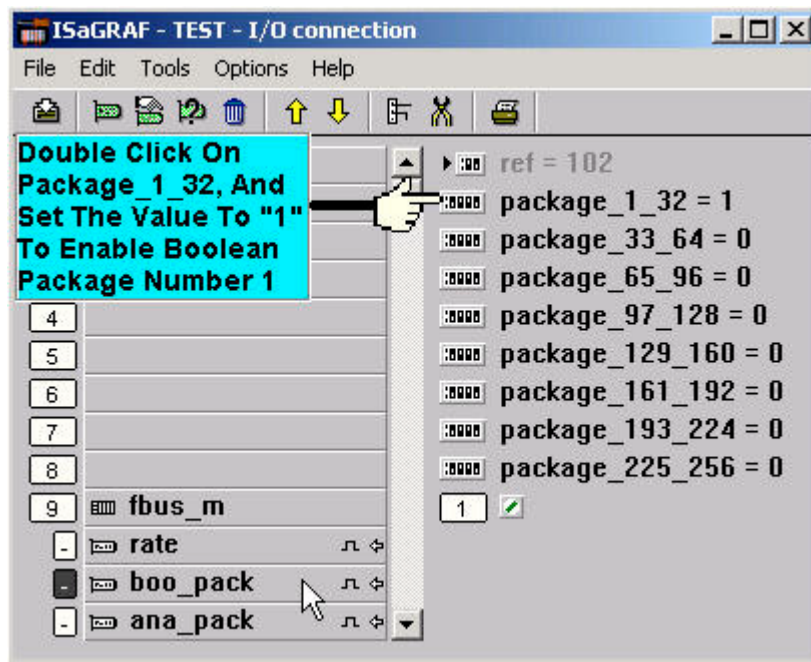 ISaGRAF - TEST - I/O connection
File Edit Tools Options Help
Double Click On
Package_1_32, And
Set The Value To "1"
To Enable Boolean
Package Number 1
4
5
6
7
8
9 fbus_m
- rate
- boo_pack
- ana_pack
ref = 102
package_1_32 = 1
package_33_64 = 0
package_65_96 = 0
package_97_128 = 0
package_129_160 = 0
package_161_192 = 0
package_193_224 = 0
package_225_256 = 0
1